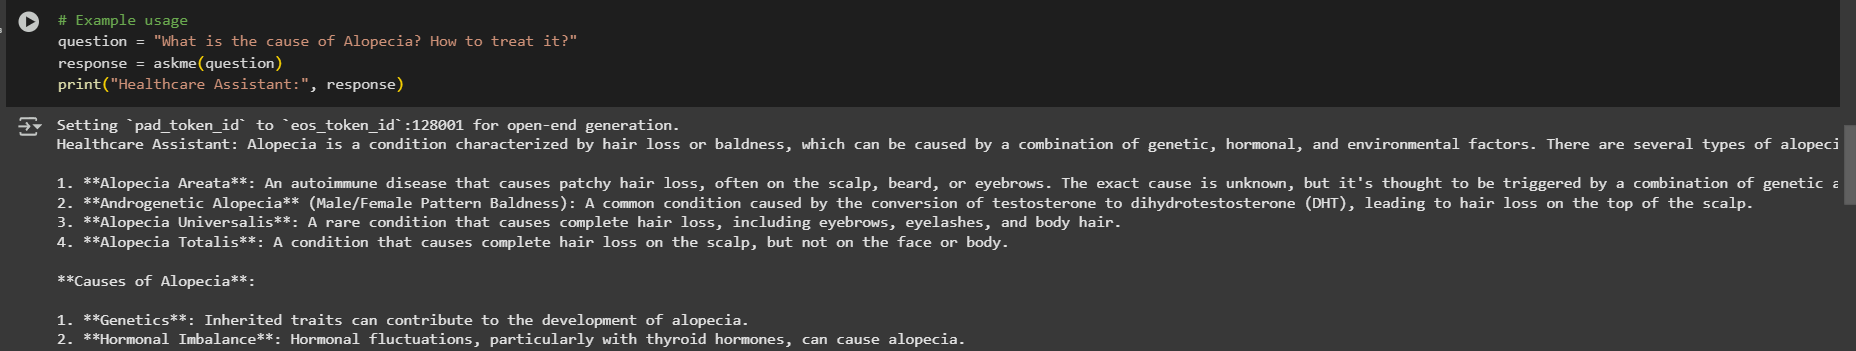 # Example usage
question = "What is the cause of Alopecia? How to treat it?"
response = askme(question)
print("Healthcare Assistant:", response)
Setting `pad_token_id` to `eos_token_id`:128001 for open-end generation.
Healthcare Assistant: Alopecia is a condition characterized by hair loss or baldness, which can be caused by a combination of genetic, hormonal, and environmental factors. There are several types of alopeci
1. **Alopecia Areata**: An autoimmune disease that causes patchy hair loss, often on the scalp, beard, or eyebrows. The exact cause is unknown, but it's thought to be triggered by a combination of genetic a
2. **Androgenetic Alopecia** (Male/Female Pattern Baldness): A common condition caused by the conversion of testosterone to dihydrotestosterone (DHT), leading to hair loss on the top of the scalp.
3. **Alopecia Universalis**: A rare condition that causes complete hair loss, including eyebrows, eyelashes, and body hair.
4. **Alopecia Totalis**: A condition that causes complete hair loss on the scalp, but not on the face or body.
**Causes of Alopecia**:
1. **Genetics**: Inherited traits can contribute to the development of alopecia.
2. **Hormonal Imbalance**: Hormonal fluctuations, particularly with thyroid hormones, can cause alopecia.